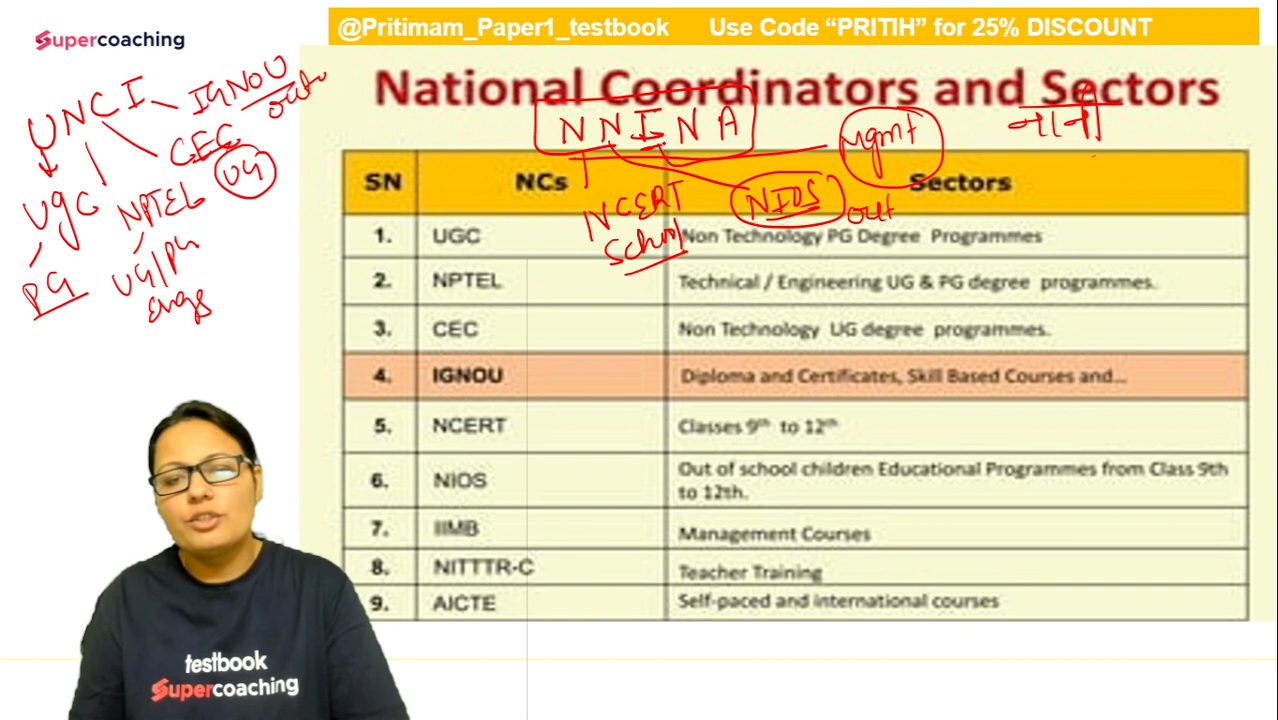 Supercoaching
@Pritimam_Paper1_testbook Use Code “PRITIH” for 25% DISCOUNT
National Coordinators and Sectors
UNCI
IGNOU
out
CEC
UG
UGC
PG
NPTEL
UG/PG
Engg
NNINA
NCERT
School
NIOS
out
Mgmt
SN NCs Sectors
1. UGC Non Technology PG Degree Programmes
2. NPTEL Technical / Engineering UG & PG degree programmes.
3. CEC Non Technology UG degree programmes.
4. IGNOU Diploma and Certificates, Skill Based Courses and...
5. NCERT Classes 9th to 12th
6. NIOS Out of school children Educational Programmes from Class 9th
to 12th.
7. IIMB Management Courses
8. NITTTR-C Teacher Training
9. AICTE Self-paced and international courses
testbook
Supercoaching